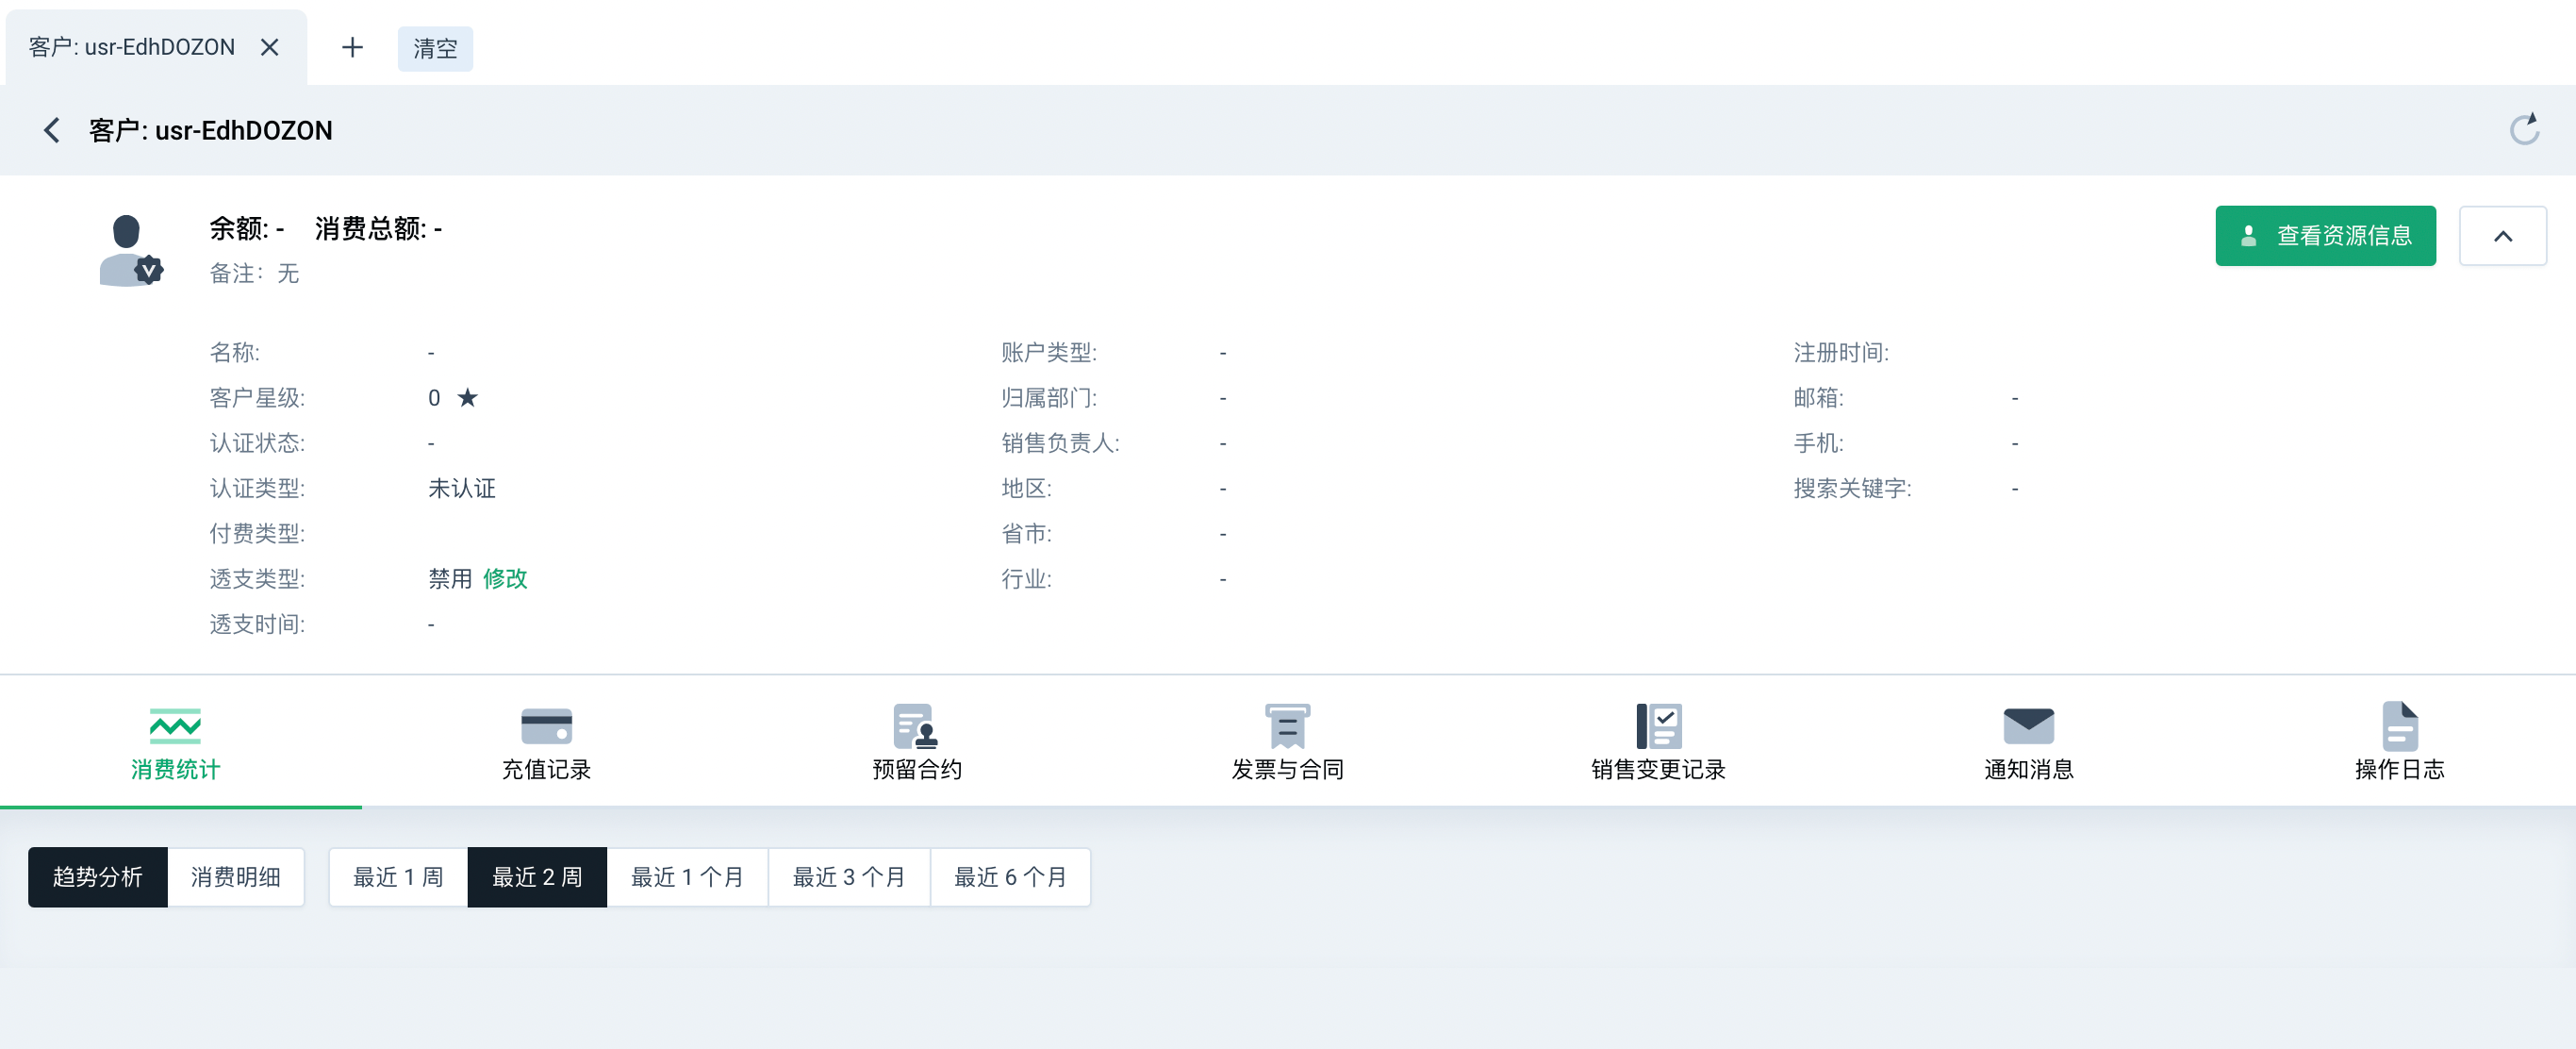 客户: usr-EdhDOZON
清空
客户: usr-EdhDOZON
余额: - 消费总额: -
备注：无
查看资源信息
名称: -
客户星级: 0
认证状态: -
认证类型: 未认证
付费类型:
透支类型: 禁用 修改
透支时间: -
账户类型: -
归属部门: -
销售负责人: -
地区: -
省市: -
行业: -
注册时间:
邮箱: -
手机: -
搜索关键字: -
消费统计
充值记录
预留合约
发票与合同
销售变更记录
通知消息
操作日志
趋势分析
消费明细
最近 1 周
最近 2 周
最近 1 个月
最近 3 个月
最近 6 个月